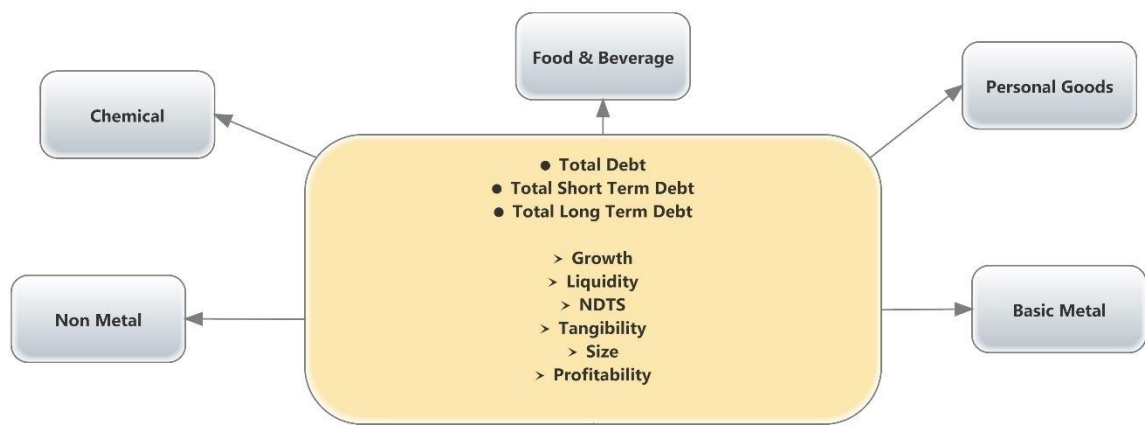 Food & Beverage
Chemical
Personal Goods
● Total Debt
● Total Short Term Debt
● Total Long Term Debt
➢ Growth
➢ Liquidity
➢ NDTS
➢ Tangibility
➢ Size
➢ Profitability
Non Metal
Basic Metal